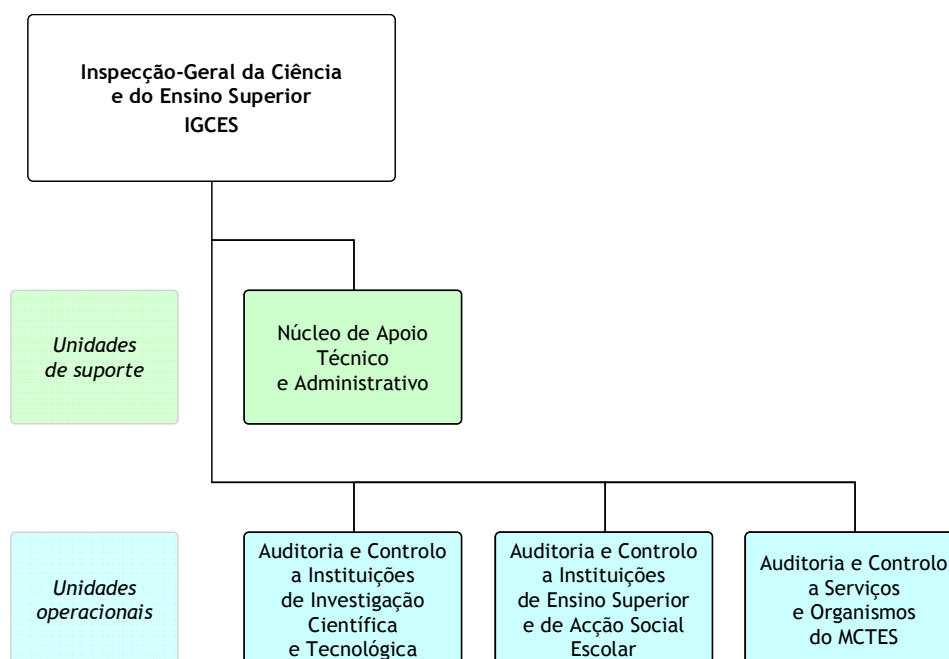 Inspecção-Geral da Ciência
e do Ensino Superior
IGCES
Unidades
de suporte
Núcleo de Apoio
Técnico
e Administrativo
Unidades
operacionais
Auditoria e Controlo
a Instituições
de Investigação
Científica
e Tecnológica
Auditoria e Controlo
a Instituições
de Ensino Superior
e de Acção Social
Escolar
Auditoria e Controlo
a Serviços
e Organismos
do MCTES